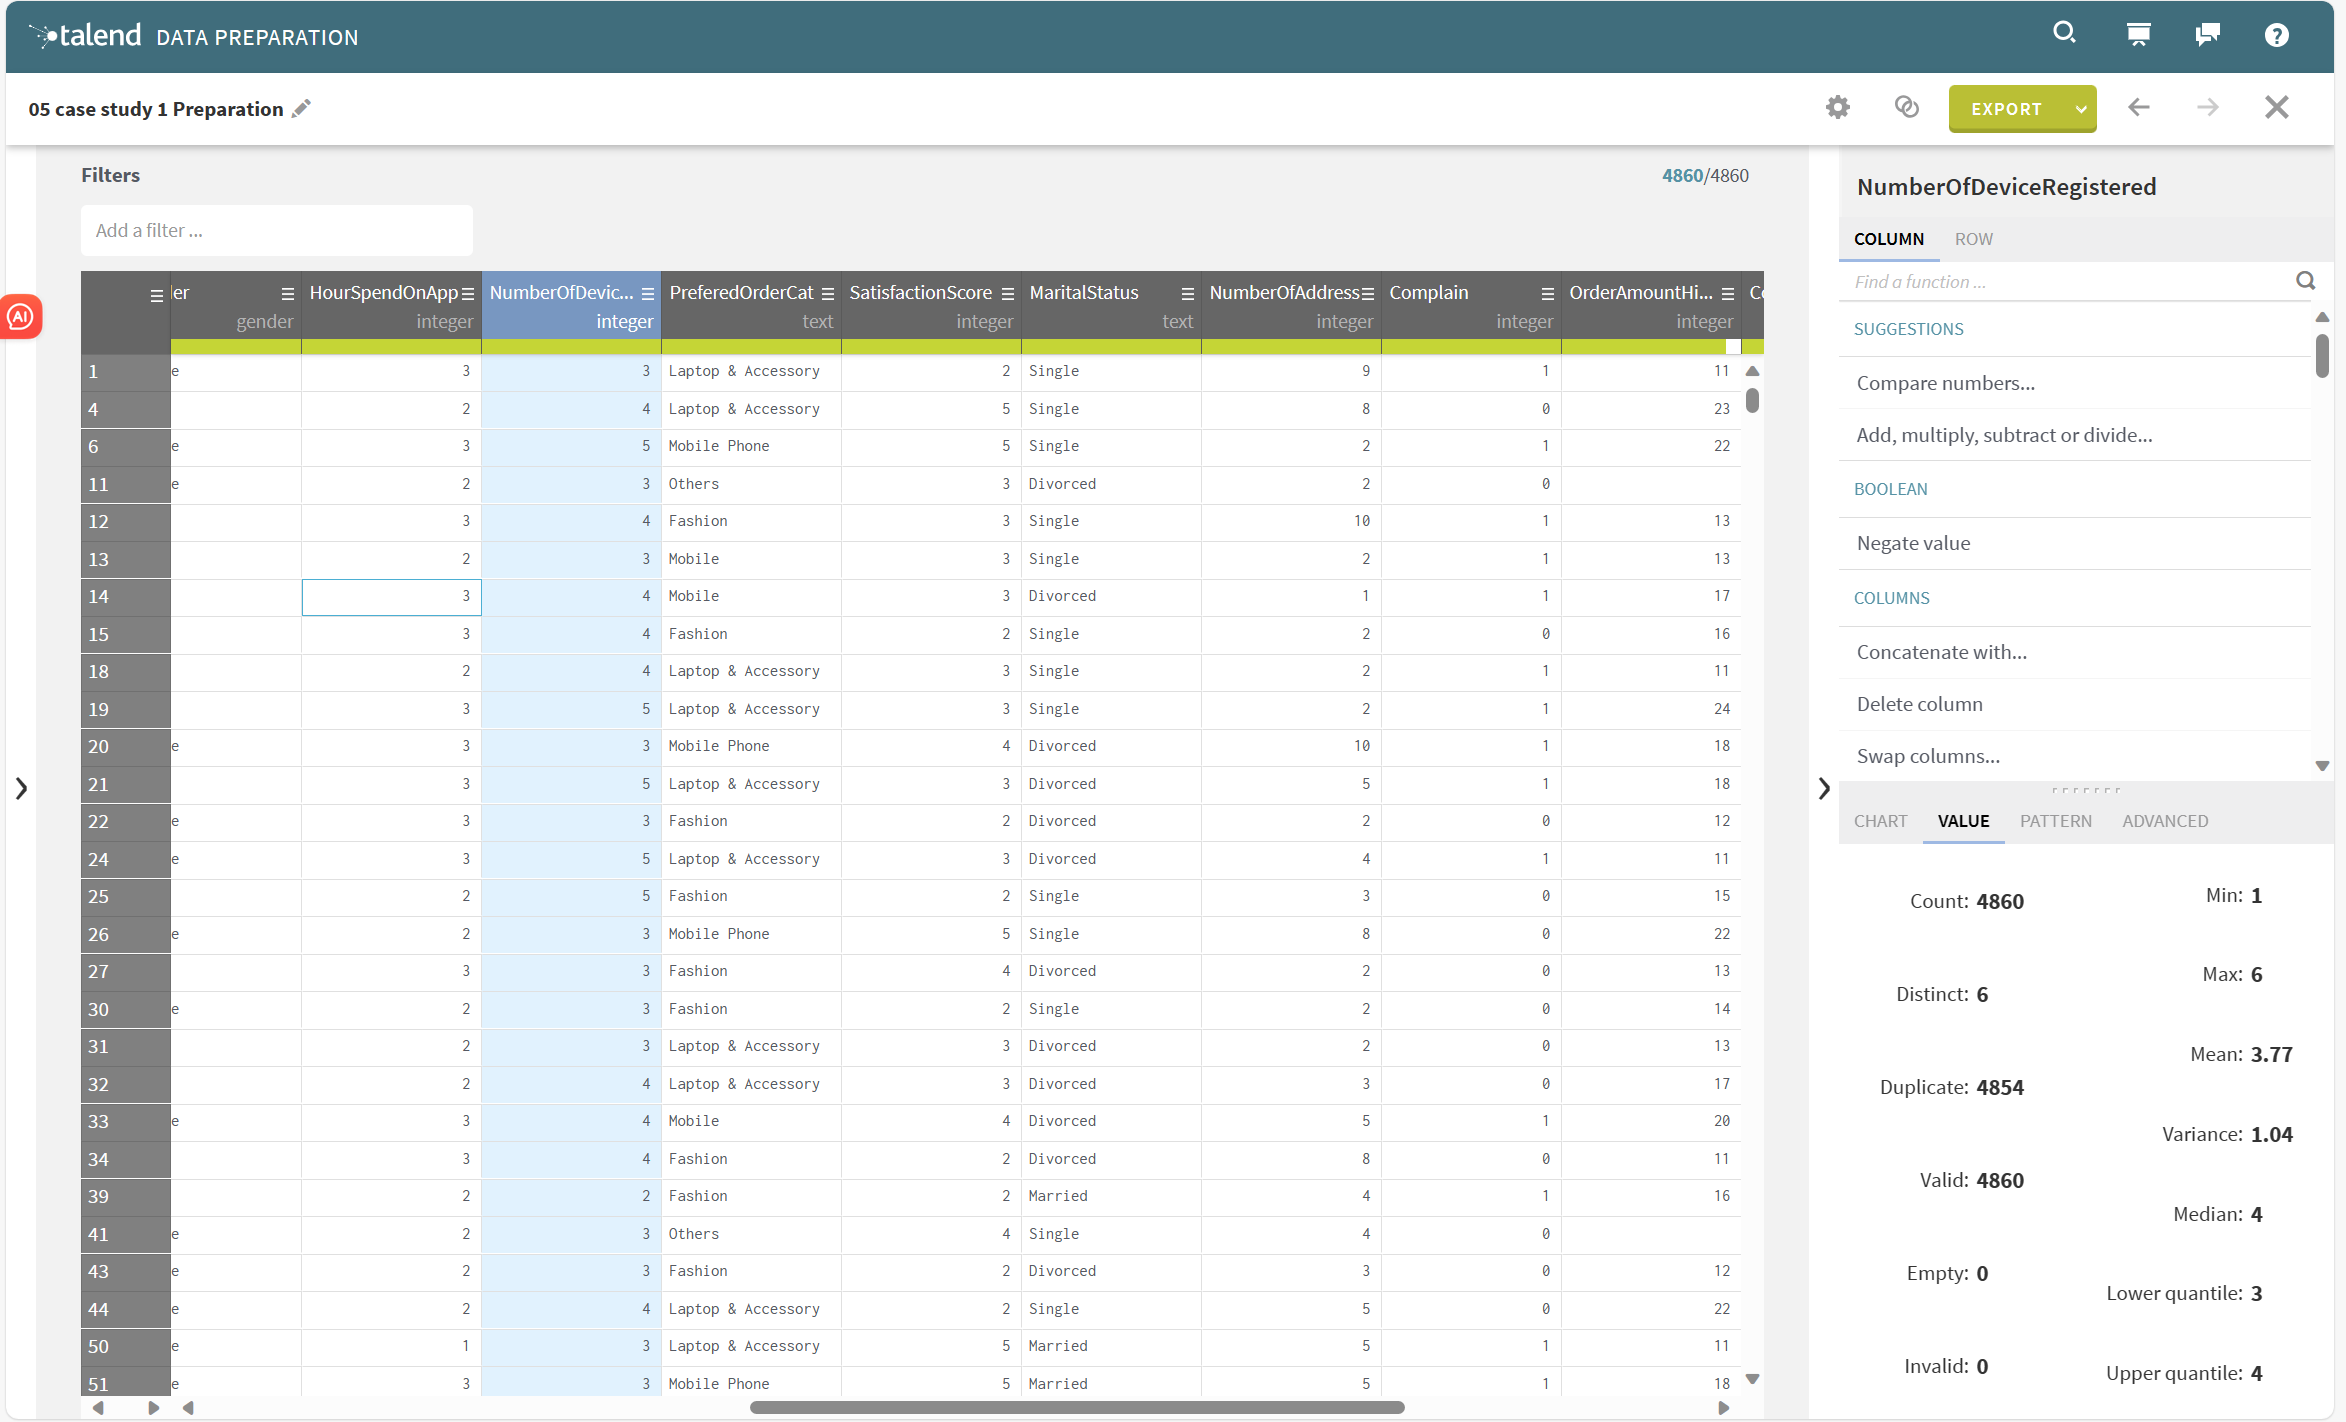 talend DATA PREPARATION
05 case study 1 Preparation
EXPORT
Filters
4860/4860
Add a filter ...
ler HourSpendOnApp NumberOfDevic... PreferedOrderCat SatisfactionScore MaritalStatus NumberOfAddress Complain OrderAmountHi... Co
gender integer integer text integer text integer integer integer
1 e 3 3 Laptop & Accessory 2 Single 9 1 11
4 2 4 Laptop & Accessory 5 Single 8 0 23
6 e 3 5 Mobile Phone 5 Single 2 1 22
11 e 2 3 Others 3 Divorced 2 0
12 3 4 Fashion 3 Single 10 1 13
13 2 3 Mobile 3 Single 2 1 13
14 3 4 Mobile 3 Divorced 1 1 17
15 3 4 Fashion 2 Single 2 0 16
18 2 4 Laptop & Accessory 3 Single 2 1 11
19 3 5 Laptop & Accessory 3 Single 2 1 24
20 e 3 3 Mobile Phone 4 Divorced 10 1 18
21 3 5 Laptop & Accessory 3 Divorced 5 1 18
22 e 3 3 Fashion 2 Divorced 2 0 12
24 e 3 5 Laptop & Accessory 3 Divorced 4 1 11
25 2 5 Fashion 2 Single 3 0 15
26 e 2 3 Mobile Phone 5 Single 8 0 22
27 3 3 Fashion 4 Divorced 2 0 13
30 e 2 3 Fashion 2 Single 2 0 14
31 2 3 Laptop & Accessory 3 Divorced 2 0 13
32 2 4 Laptop & Accessory 3 Divorced 3 0 17
33 e 3 4 Mobile 4 Divorced 5 1 20
34 3 4 Fashion 2 Divorced 8 0 11
39 2 2 Fashion 2 Married 4 1 16
41 e 2 3 Others 4 Single 4 0
43 e 2 3 Fashion 2 Divorced 3 0 12
44 e 2 4 Laptop & Accessory 2 Single 5 0 22
50 e 1 3 Laptop & Accessory 5 Married 5 1 11
51 e 3 3 Mobile Phone 5 Married 5 1 18
AI
NumberOfDeviceRegistered
COLUMN ROW
Find a function ...
SUGGESTIONS
Compare numbers...
Add, multiply, subtract or divide...
BOOLEAN
Negate value
COLUMNS
Concatenate with...
Delete column
Swap columns...
CHART VALUE PATTERN ADVANCED
Count: 4860
Distinct: 6
Duplicate: 4854
Valid: 4860
Empty: 0
Invalid: 0
Min: 1
Max: 6
Mean: 3.77
Variance: 1.04
Median: 4
Lower quantile: 3
Upper quantile: 4